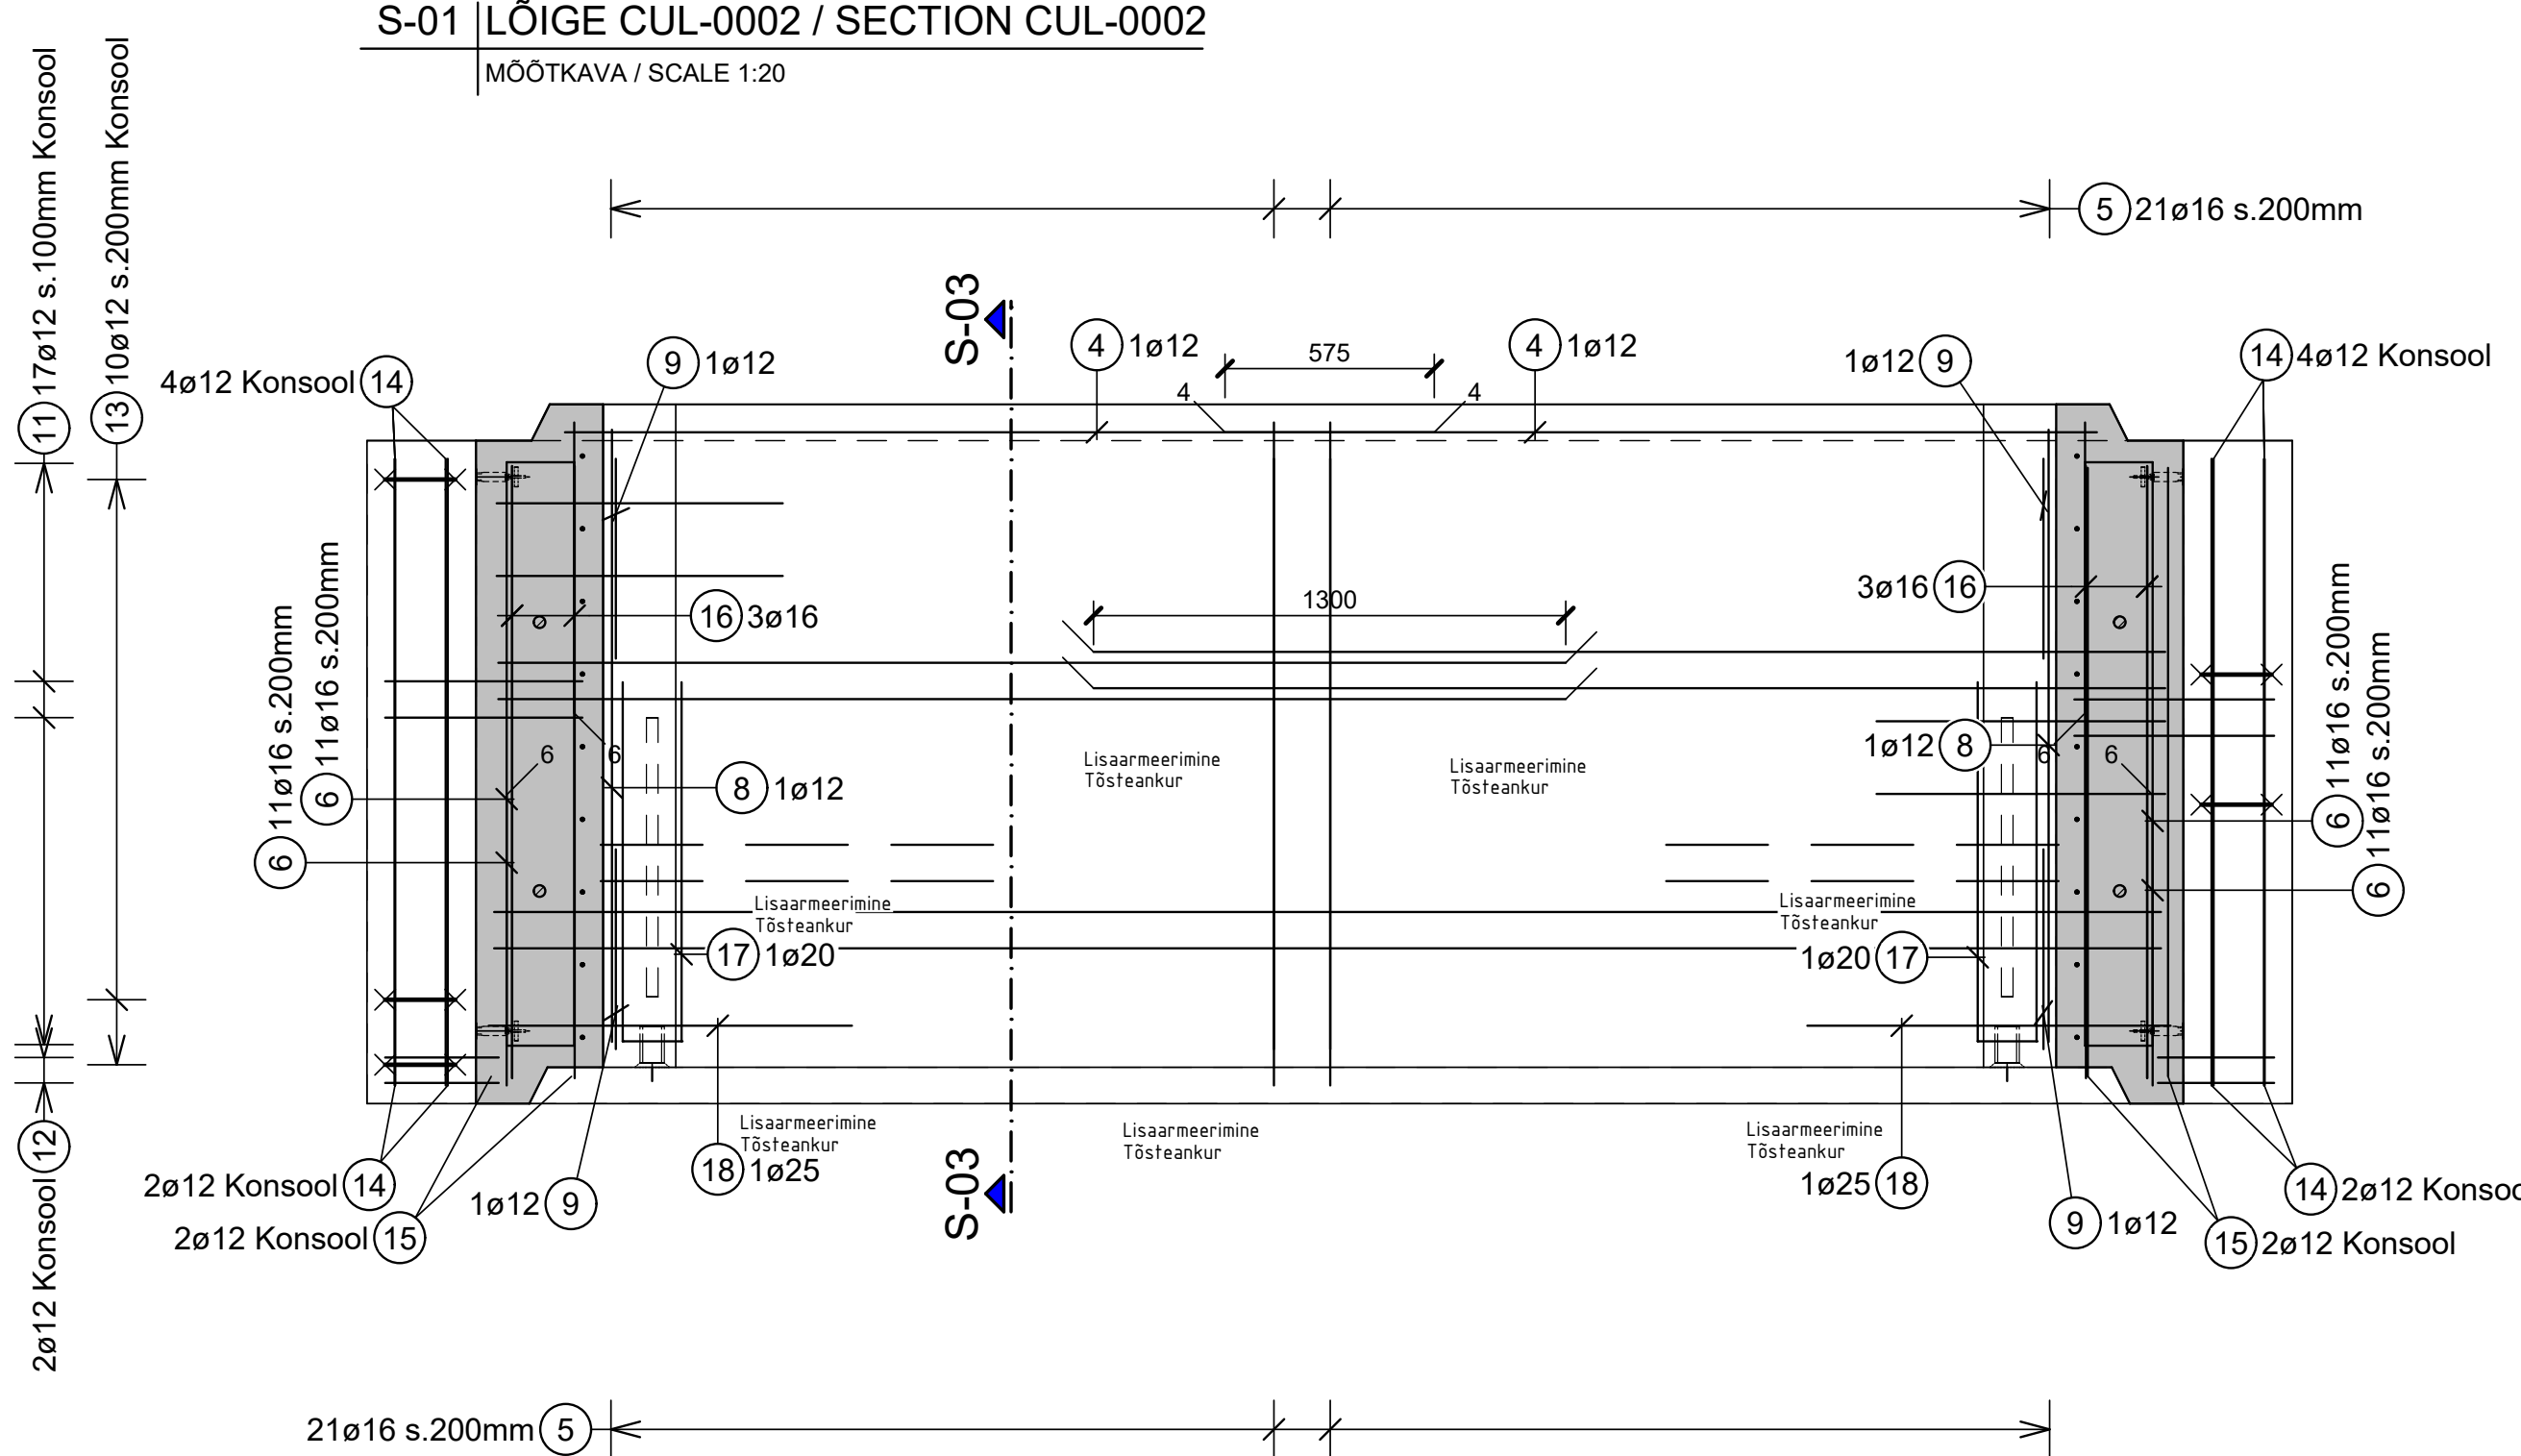 S-01 LÕIGE CUL-0002 / SECTION CUL-0002
MÕÕTKAVA / SCALE 1:20
11 17ø12 s.100mm Konsool
13 10ø12 s.200mm Konsool
5 21ø16 s.200mm
S-03
4 1ø12
575
4 1ø12
4
4
9 1ø12
1ø12 9
4ø12 Konsool 14
14 4ø12 Konsool
6 11ø16 s.200mm
6 11ø16 s.200mm
16 3ø16
1300
3ø16 16
6 11ø16 s.200mm
6 11ø16 s.200mm
6
6
8 1ø12
1ø12 8
6
6
Lisaarmeerimine
Tõsteankur
Lisaarmeerimine
Tõsteankur
Lisaarmeerimine
Tõsteankur
17 1ø20
Lisaarmeerimine
Tõsteankur
1ø20 17
2ø12 Konsool 12
2ø12 Konsool 14
2ø12 Konsool 15
1ø12 9
Lisaarmeerimine
Tõsteankur
18 1ø25
S-03
Lisaarmeerimine
Tõsteankur
Lisaarmeerimine
Tõsteankur
1ø25 18
9 1ø12
14 2ø12 Konsoo
15 2ø12 Konsool
21ø16 s.200mm 5